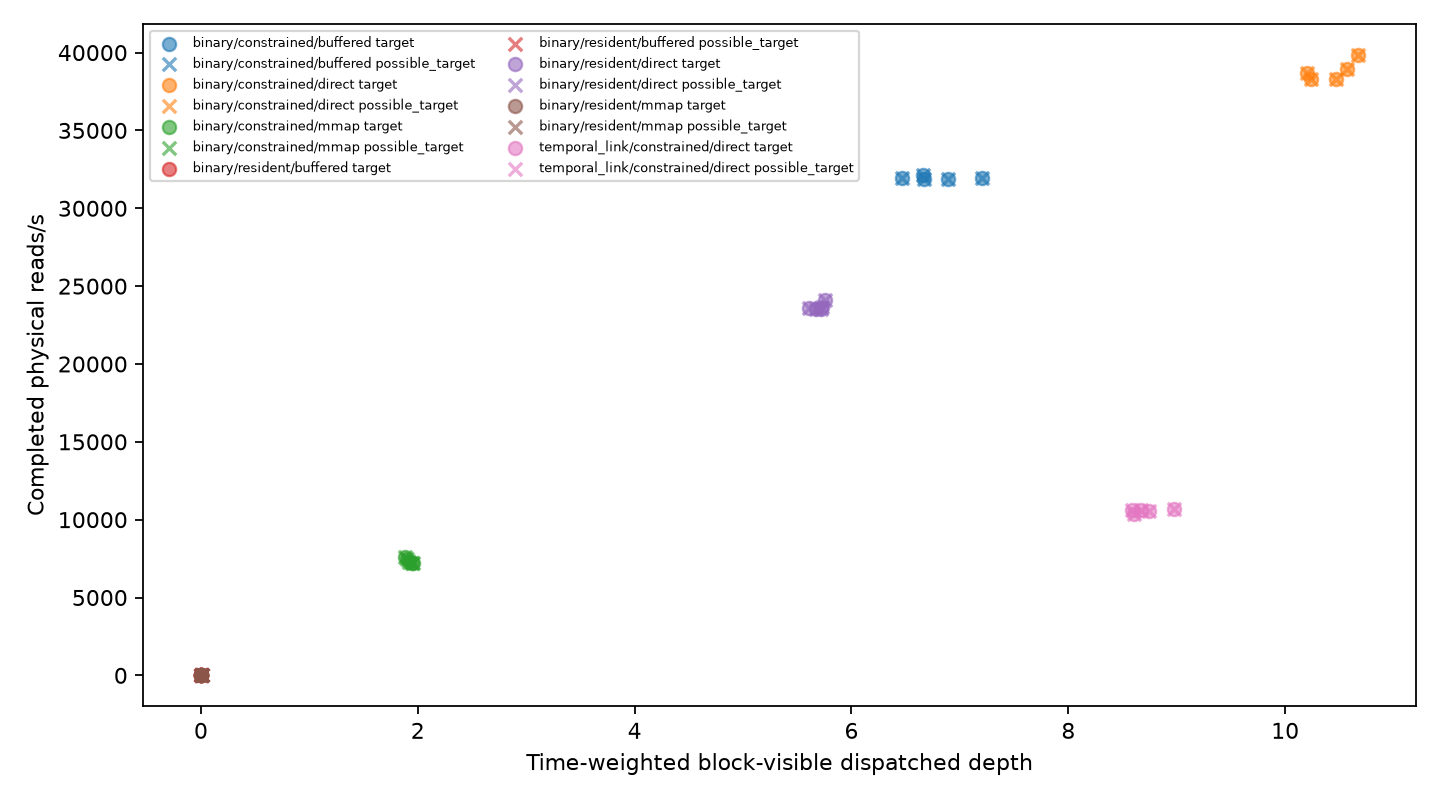 40000
35000
30000
25000
20000
15000
10000
5000
0
Completed physical reads/s
binary/constrained/buffered target
binary/constrained/buffered possible_target
binary/constrained/direct target
binary/constrained/direct possible_target
binary/constrained/mmap target
binary/constrained/mmap possible_target
binary/resident/buffered target
binary/resident/buffered possible_target
binary/resident/direct target
binary/resident/direct possible_target
binary/resident/mmap target
binary/resident/mmap possible_target
temporal_link/constrained/direct target
temporal_link/constrained/direct possible_target
0 2 4 6 8 10
Time-weighted block-visible dispatched depth